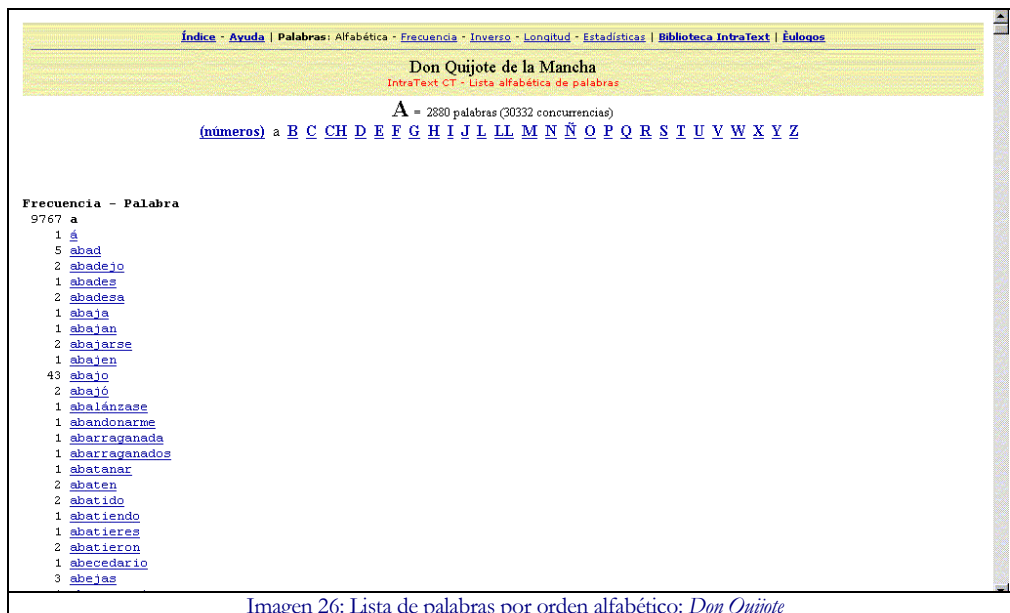 Índice - Ayuda | Palabras: Alfabética - Frecuencia - Inverso - Longitud - Estadísticas | Biblioteca IntraText | Èulogos
Don Quijote de la Mancha
IntraText CT - Lista alfabética de palabras
A = 2880 palabras (30332 concurrencias)
(números) a B C CH D E F G H I J L LL M N Ñ O P Q R S T U V W X Y Z
Frecuencia - Palabra
9767 a
1 á
5 abad
2 abadejo
1 abades
2 abadesa
1 abaja
1 abajan
2 abajarse
1 abajen
43 abajo
2 abajó
1 abalánzase
1 abandonarme
1 abarraganada
1 abarraganados
1 abatanar
2 abaten
2 abatido
1 abatiendo
1 abatieres
2 abatieron
1 abecedario
3 abejas
Imagen 26: Lista de palabras por orden alfabético: Don Quijote